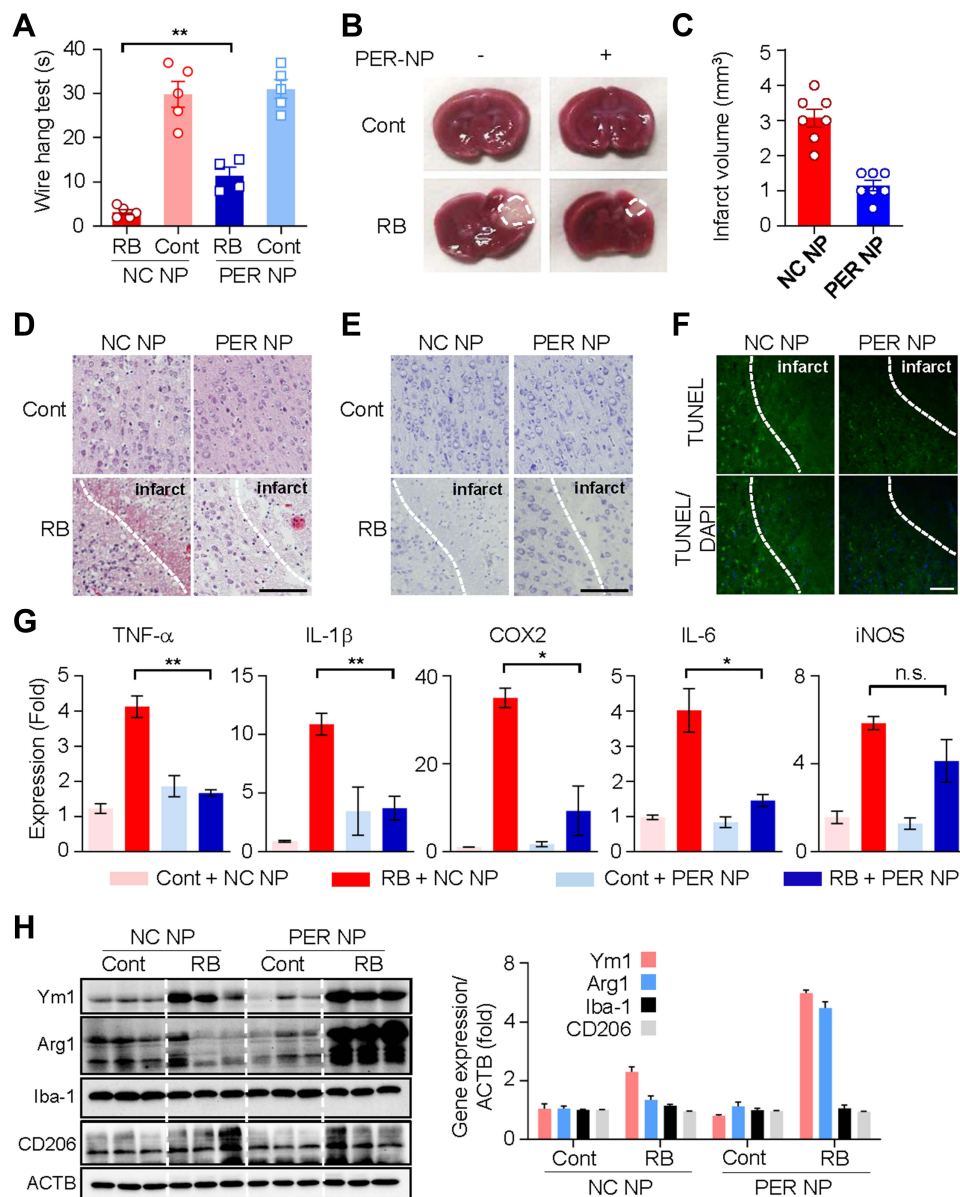 A
**
Wire hang test (s)
40
30
20
10
0
RB Cont RB Cont
NC NP PER NP
B
PER-NP - +
Cont
RB
C
Infarct volume (mm³)
5
4
3
2
1
0
NC NP PER NP
D
NC NP PER NP
Cont
RB
infarct infarct
E
NC NP PER NP
Cont
RB
infarct infarct
F
NC NP PER NP
TUNEL
infarct infarct
TUNEL/
DAPI
G
TNF-α IL-1β COX2 IL-6 iNOS
** ** * * n.s.
Expression (Fold)
5
4
3
2
1
0
15
10
5
0
40
20
0
5
4
3
2
1
0
8
4
0
Cont + NC NP RB + NC NP Cont + PER NP RB + PER NP
H
NC NP PER NP
Cont RB Cont RB
Ym1
Arg1
Iba-1
CD206
ACTB
Gene expression/
ACTB (fold)
8
6
2
0
Ym1
Arg1
Iba-1
CD206
Cont RB Cont RB
NC NP PER NP